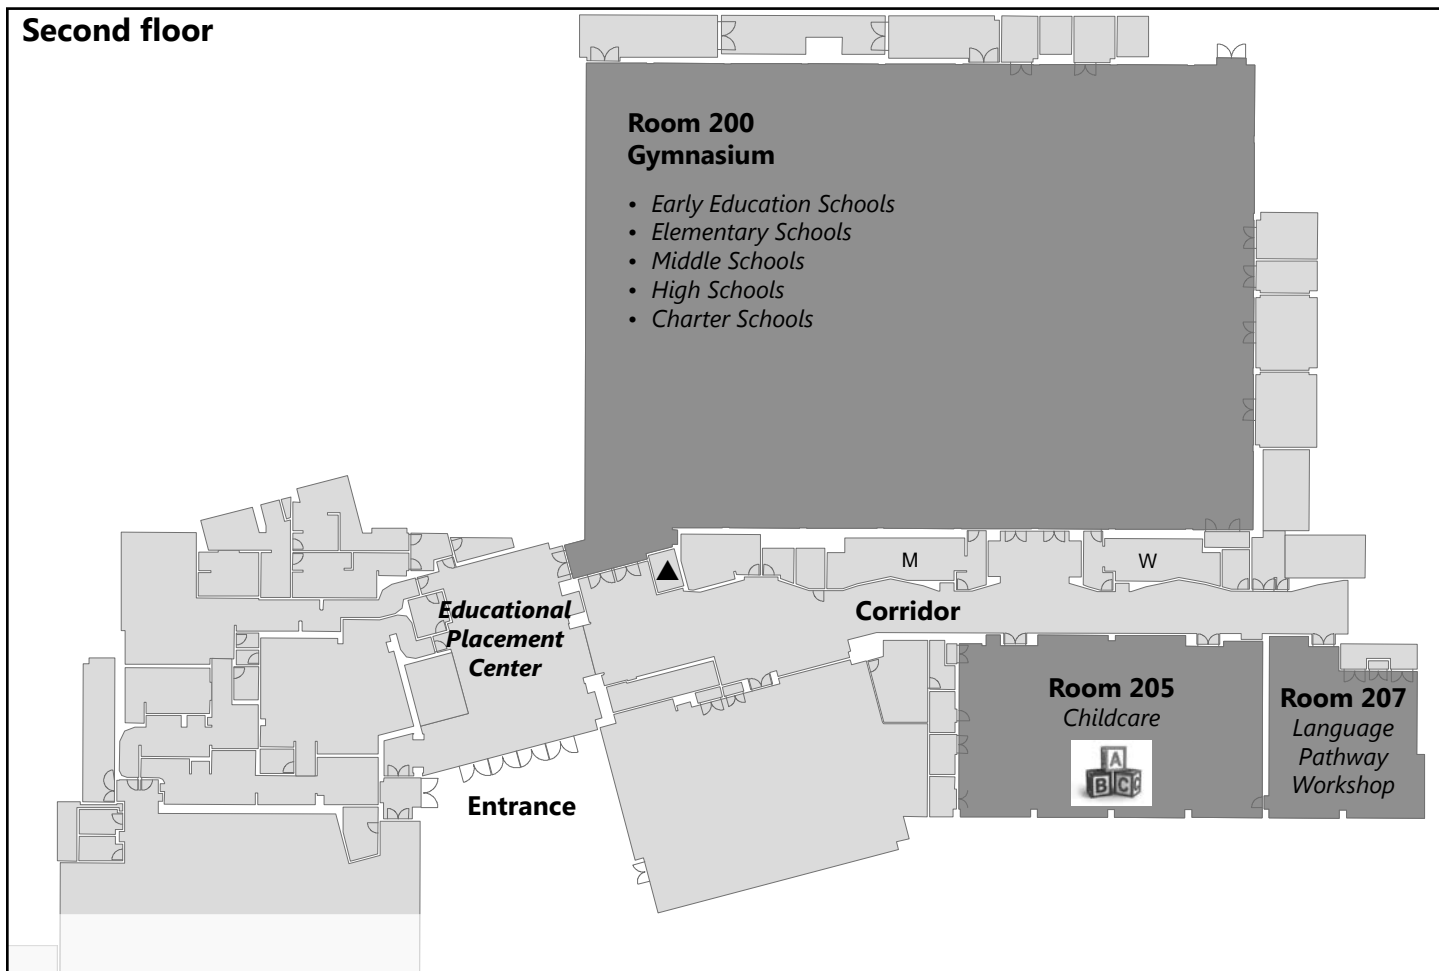 Second floor
Room 200
Gymnasium
• Early Education Schools
• Elementary Schools
• Middle Schools
• High Schools
• Charter Schools
M
W
Corridor
Educational
Placement
Center
Room 205
Childcare
A
B C
Room 207
Language
Pathway
Workshop
Entrance